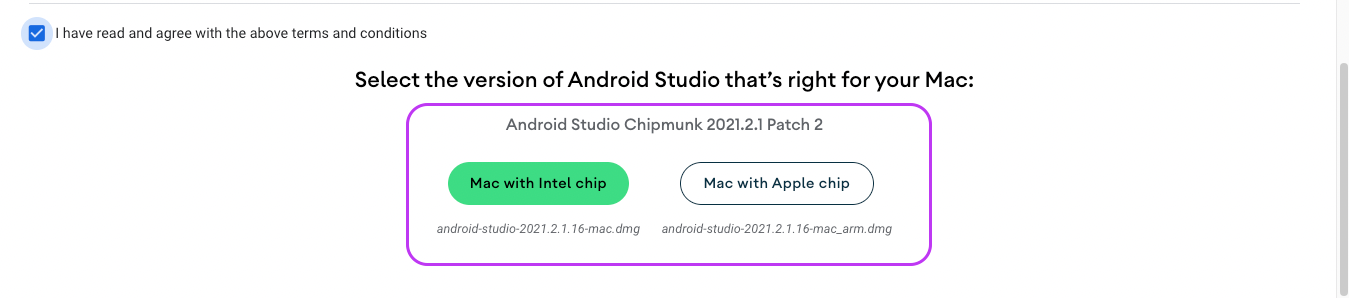 I have read and agree with the above terms and conditions
Select the version of Android Studio that's right for your Mac:
Android Studio Chipmunk 2021.2.1 Patch 2
Mac with Intel chip
Mac with Apple chip
android-studio-2021.2.1.16-mac.dmg
android-studio-2021.2.1.16-mac_arm.dmg